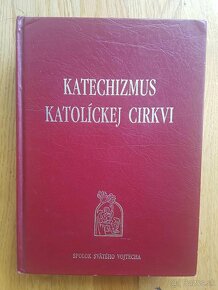 KATECHIZMUS
KATOLÍCKEJ CIRKVI
SPOLOK SVÄTÉHO VOJTECHA